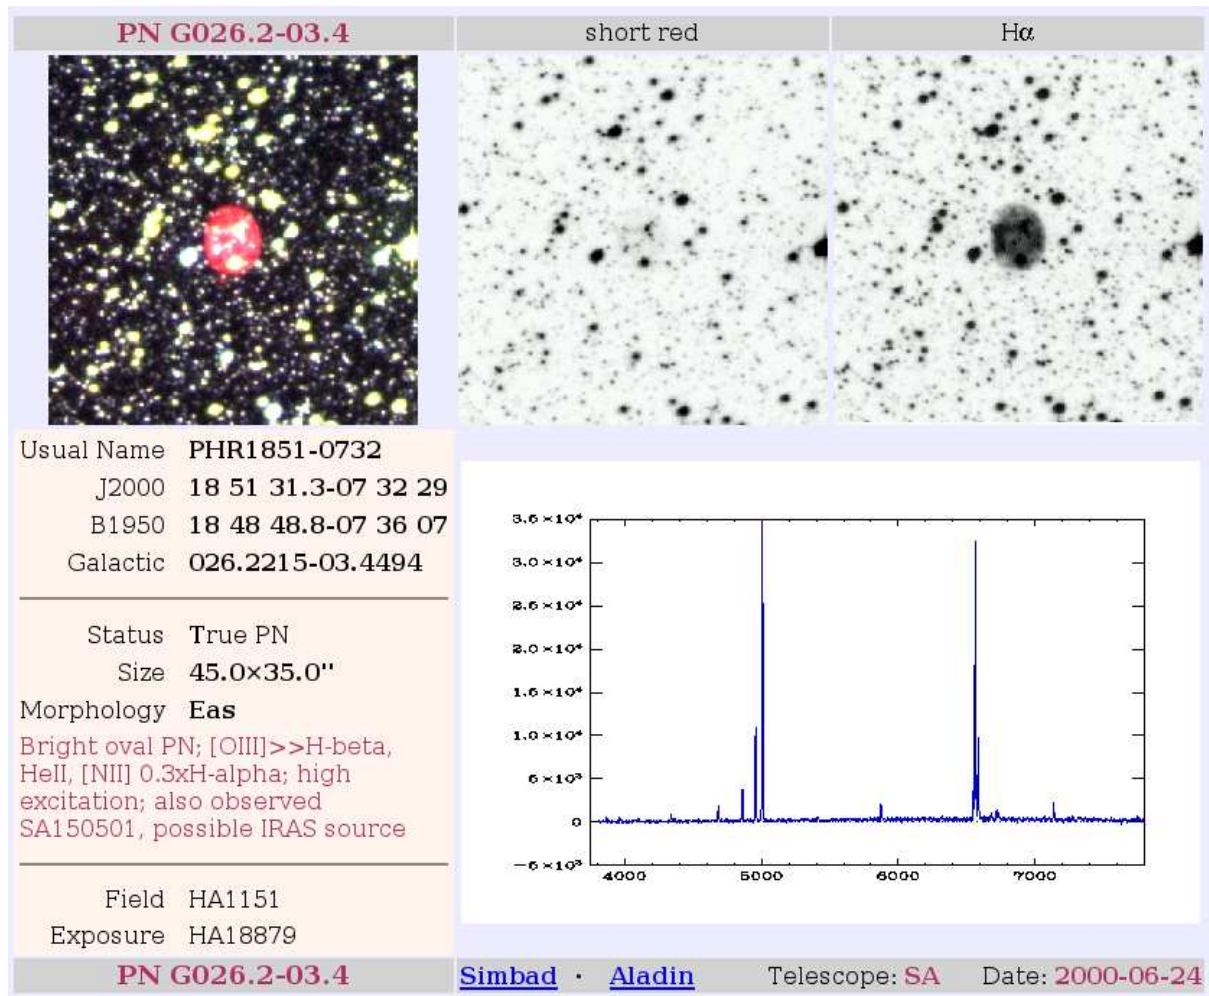 PN G026.2-03.4
short red
Hα
Usual Name PHR1851-0732
J2000 18 51 31.3-07 32 29
B1950 18 48 48.8-07 36 07
Galactic 026.2215-03.4494
Status True PN
Size 45.0×35.0"
Morphology Eas
Bright oval PN; [OIII]>>H-beta,
HeII, [NII] 0.3xH-alpha; high
excitation; also observed
SA150501, possible IRAS source
Field HA1151
Exposure HA18879
3.5×10⁴
3.0×10⁴
2.5×10⁴
2.0×10⁴
1.5×10⁴
1.0×10⁴
5×10³
0
−5×10³
4000 5000 6000 7000
PN G026.2-03.4
Simbad · Aladin
Telescope: SA
Date: 2000-06-24